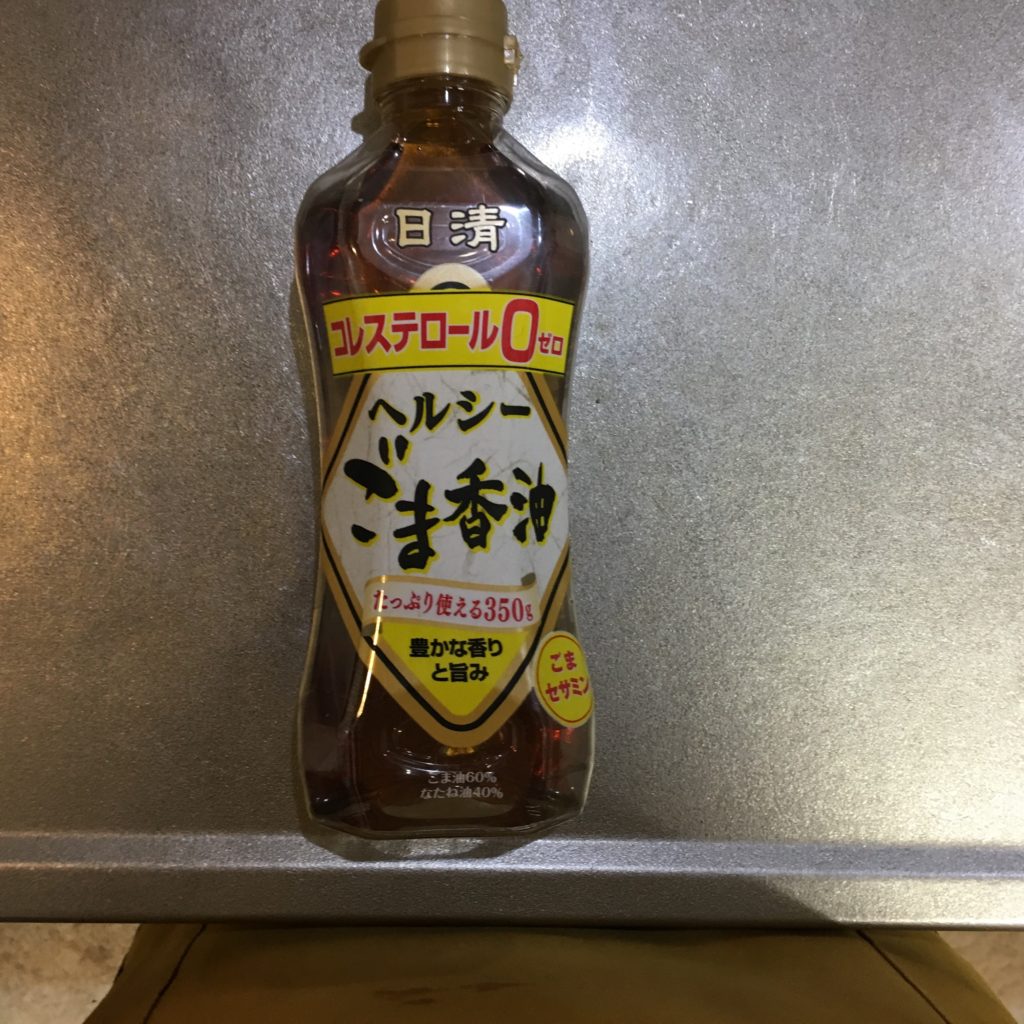 日清
コレステロール0ゼロ
ヘルシー
ごま香油
たっぷり使える350g
豊かな香り
と旨み
ごま
セサミン
ごま油60%
なたね油40%